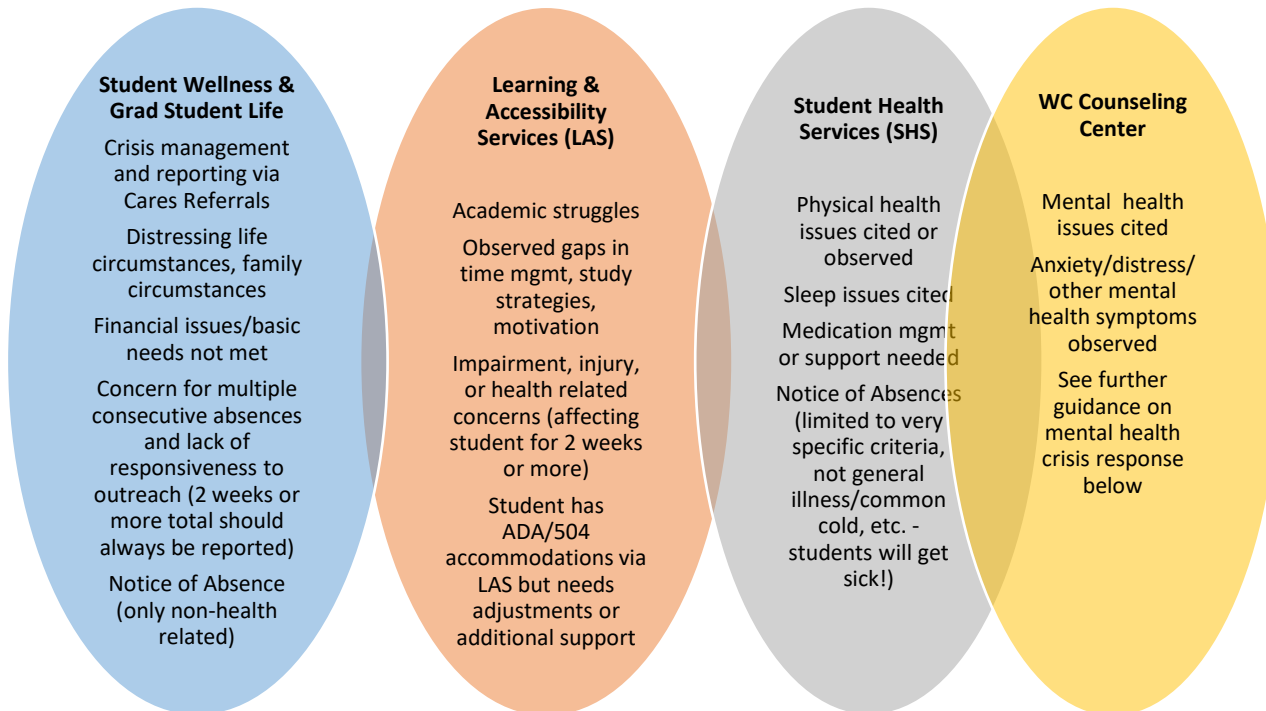 Student Wellness &
Grad Student Life
Crisis management
and reporting via
Cares Referrals
Distressing life
circumstances, family
circumstances
Financial issues/basic
needs not met
Concern for multiple
consecutive absences
and lack of
responsiveness to
outreach (2 weeks or
more total should
always be reported)
Notice of Absence
(only non-health
related)
Learning &
Accessibility
Services (LAS)
Academic struggles
Observed gaps in
time mgmt, study
strategies,
motivation
Impairment, injury,
or health related
concerns (affecting
student for 2 weeks
or more)
Student has
ADA/504
accommodations via
LAS but needs
adjustments or
additional support
Student Health
Services (SHS)
Physical health
issues cited or
observed
Sleep issues cited
Medication mgmt
or support needed
Notice of Absences
(limited to very
specific criteria,
not general
illness/common
cold, etc. -
students will get
sick!)
WC Counseling
Center
Mental health
issues cited
Anxiety/distress/
other mental
health symptoms
observed
See further
guidance on
mental health
crisis response
below